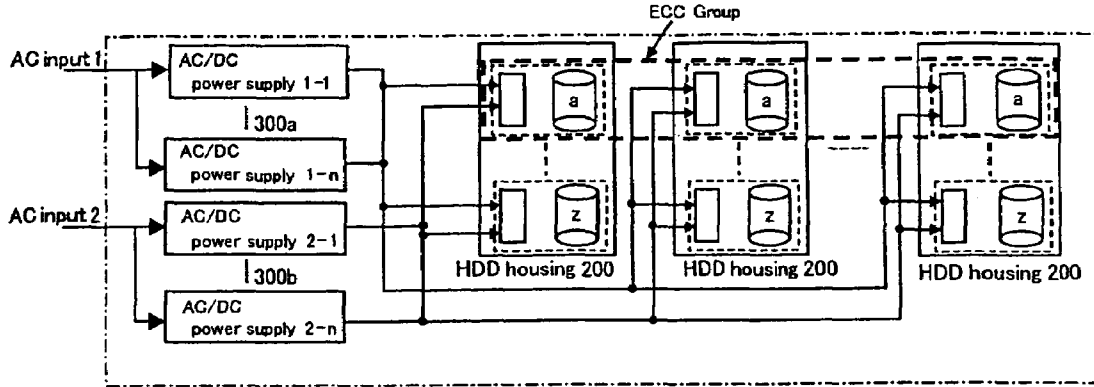 ECC Group
AC input 1
AC/DC
power supply 1-1
300a
AC/DC
power supply 1-n
AC input 2
AC/DC
power supply 2-1
300b
AC/DC
power supply 2-n
a
a
a
z
z
z
HDD housing 200
HDD housing 200
HDD housing 200